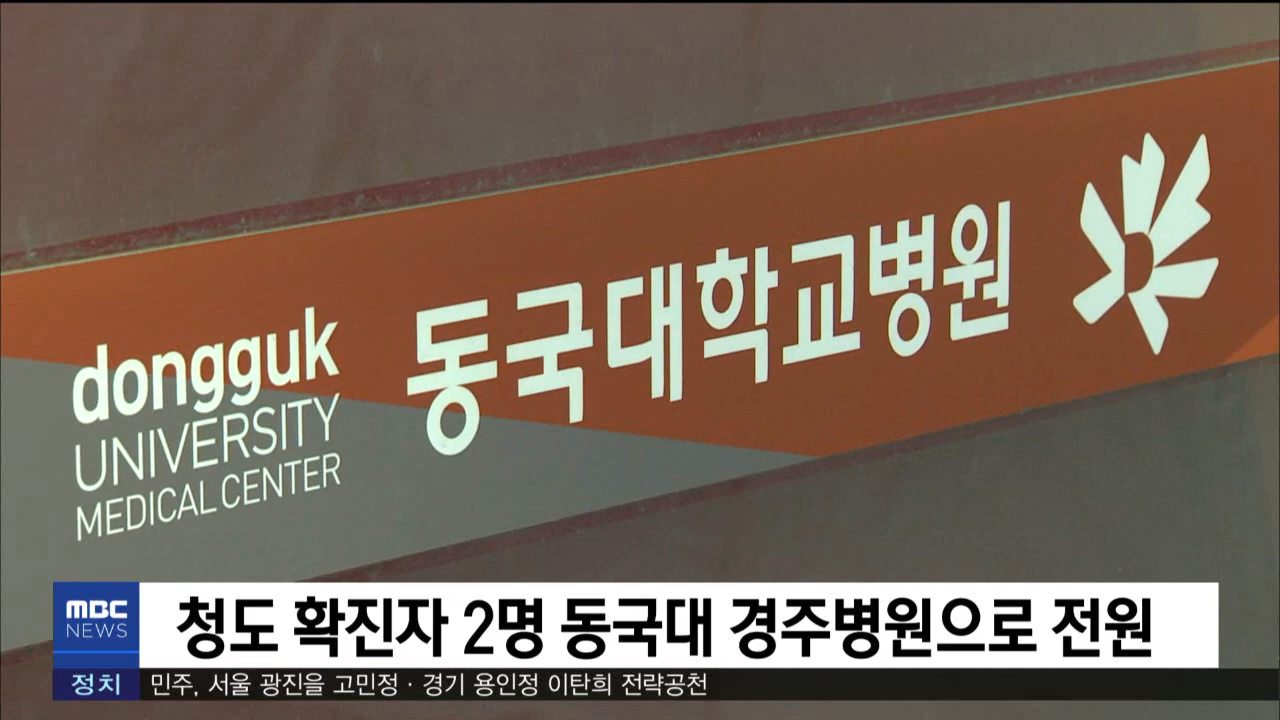 dongguk
UNIVERSITY
MEDICAL CENTER
동국대학교병원
MBC
NEWS
청도 확진자 2명 동국대 경주병원으로 전원
정치
민주, 서울 광진을 고민정·경기 용인정 이탄희 전략공천